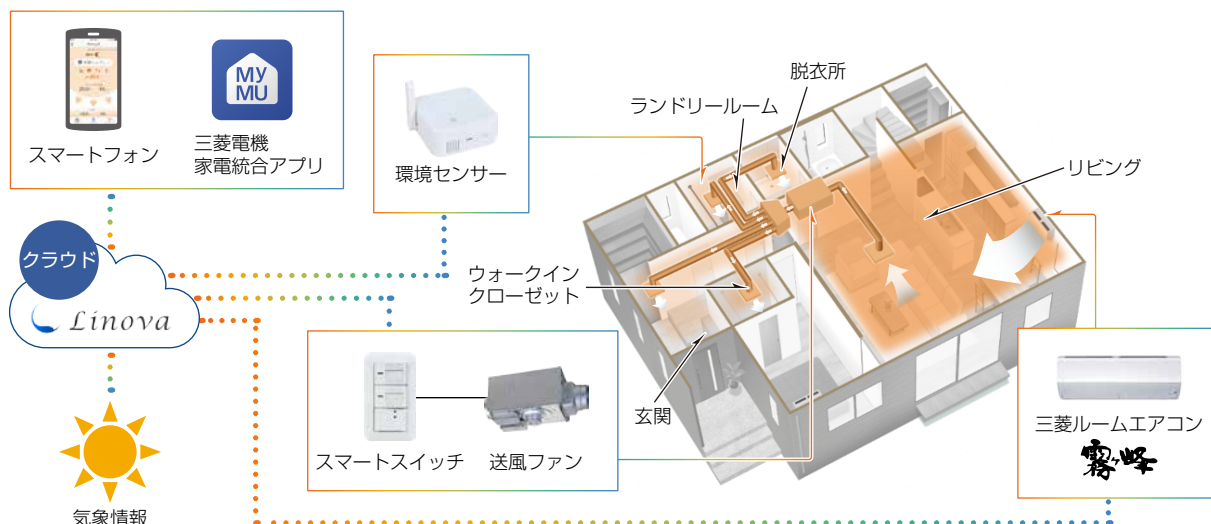 MY
MU
スマートフォン
三菱電機
家電統合アプリ
環境センサー
ランドリールーム
脱衣所
リビング
クラウド
Linova
ウォークイン
クローゼット
玄関
スマートスイッチ
送風ファン
三菱ルームエアコン
霧ヶ峰
気象情報